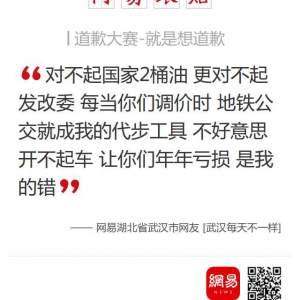 道歉大赛-就是想道歉
“对不起国家2桶油 更对不起
发改委 每当你们调价时 地铁公
交就成我的代步工具 不好意思
开不起车 让你们年年亏损 是我
的错”
—— 网易湖北省武汉市网友 [武汉每天不一样]
網易
NEWS